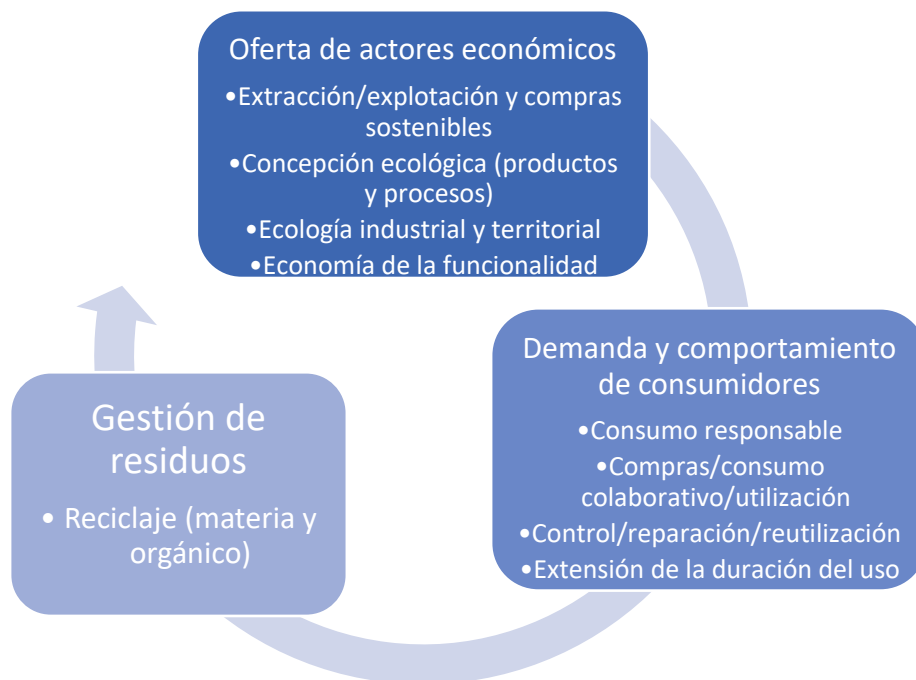 Oferta de actores económicos
•Extracción/explotación y compras
sostenibles
•Concepción ecológica (productos
y procesos)
•Ecología industrial y territorial
•Economía de la funcionalidad
Demanda y comportamiento
de consumidores
•Consumo responsable
•Compras/consumo
colaborativo/utilización
•Control/reparación/reutilización
•Extensión de la duración del uso
Gestión de
residuos
• Reciclaje (materia y
orgánico)